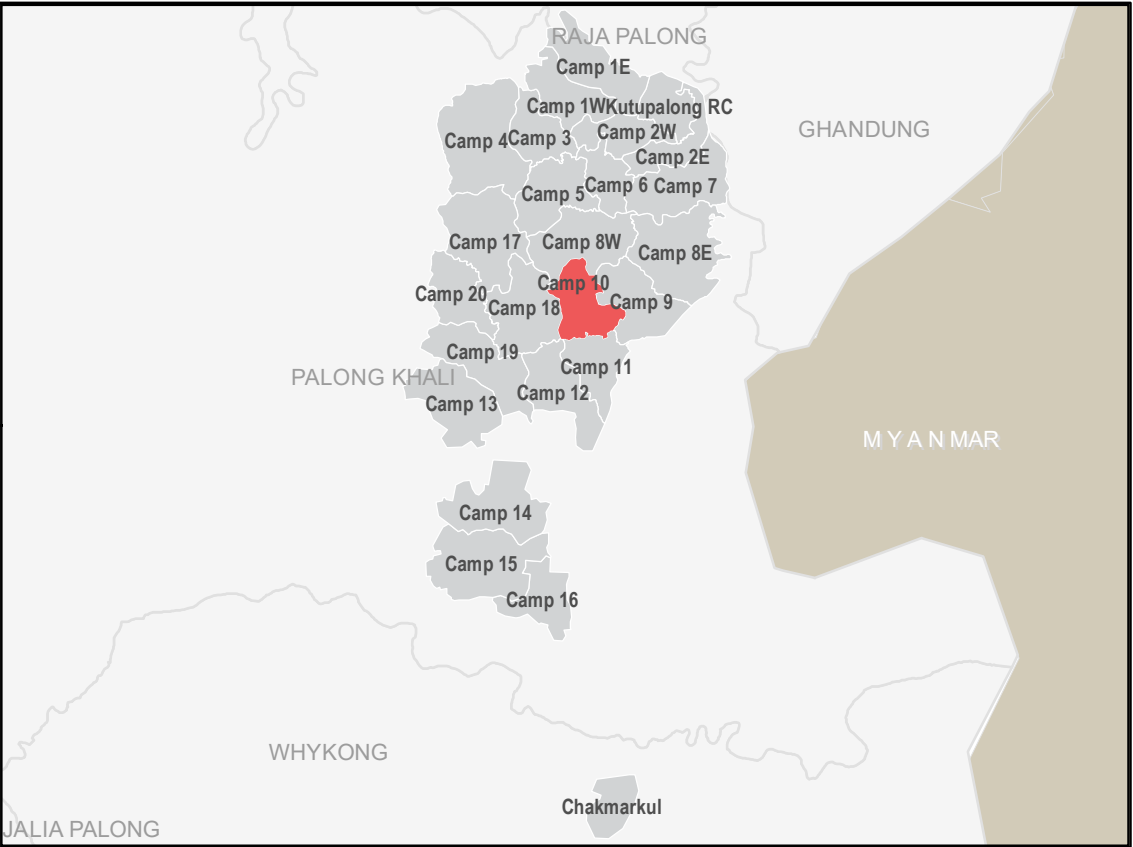 RAJA PALONG
Camp 1E
Camp 1W
Kutupalong RC
GHANDUNG
Camp 4
Camp 3
Camp 2W
Camp 2E
Camp 5
Camp 6
Camp 7
Camp 17
Camp 8W
Camp 8E
Camp 10
Camp 20
Camp 18
Camp 9
Camp 19
Camp 11
PALONG KHALI
Camp 12
Camp 13
MYANMAR
Camp 14
Camp 15
Camp 16
WHYKONG
Chakmarkul
JALIA PALONG